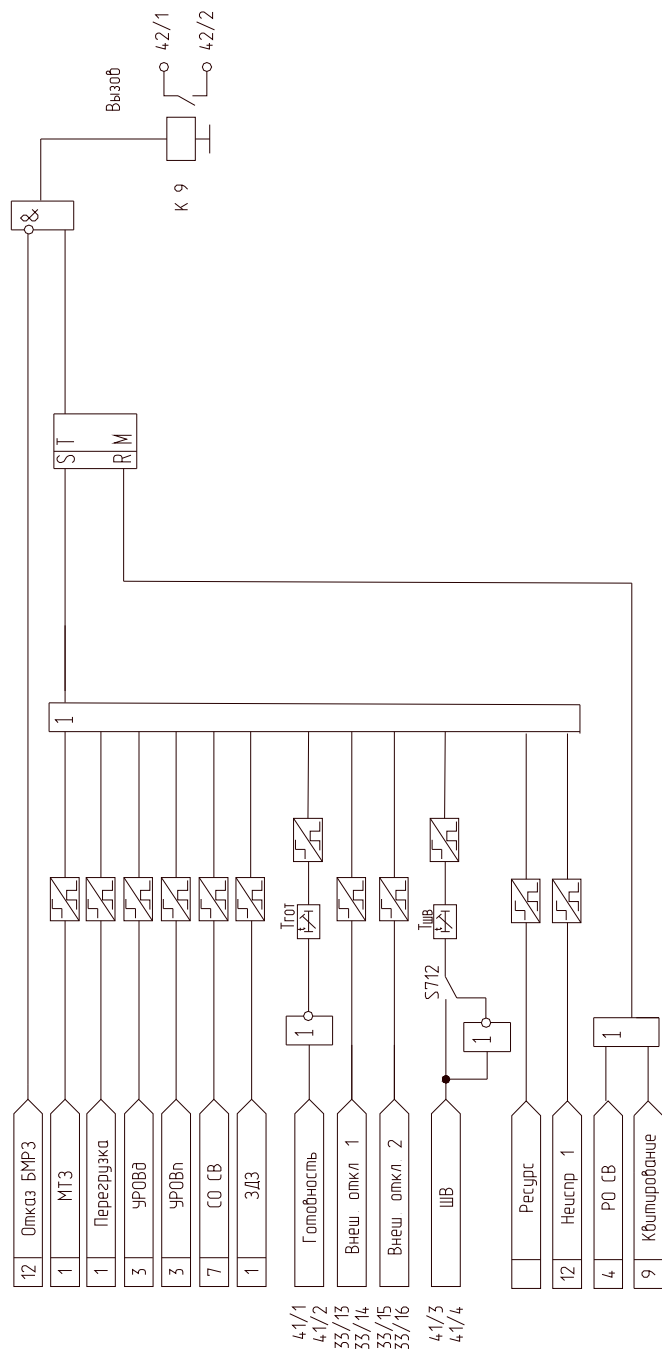 Вызов
42/1
42/2
К 9
&
S T
R M
1
Tгот
Tшв
S712
1
1
1
12 Отказ БМРЗ
1 МТЗ
1 Перегрузка
3 УРОВд
3 УРОВп
7 СО СВ
1 ЗДЗ
41/1
41/2
Готовность
33/13
33/14
Внеш. откл 1
33/15
33/16
Внеш. откл. 2
41/3
41/4
ШВ
Ресурс
12 Неиспр 1
4 РО СВ
9 Квитирование